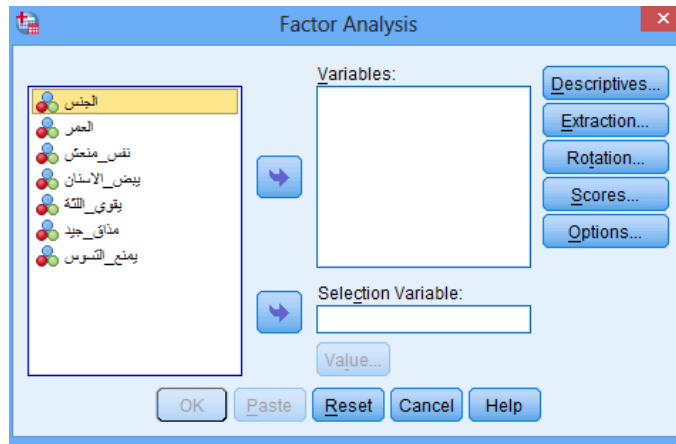 Factor Analysis
Variables:
الجنس
العمر
نفس_منعش
يبض_الاسنان
يقوي_اللثة
مذاق_جيد
يمنع_التسوس
Descriptives...
Extraction...
Rotation...
Scores...
Options...
Selection Variable:
Value...
OK
Paste
Reset
Cancel
Help